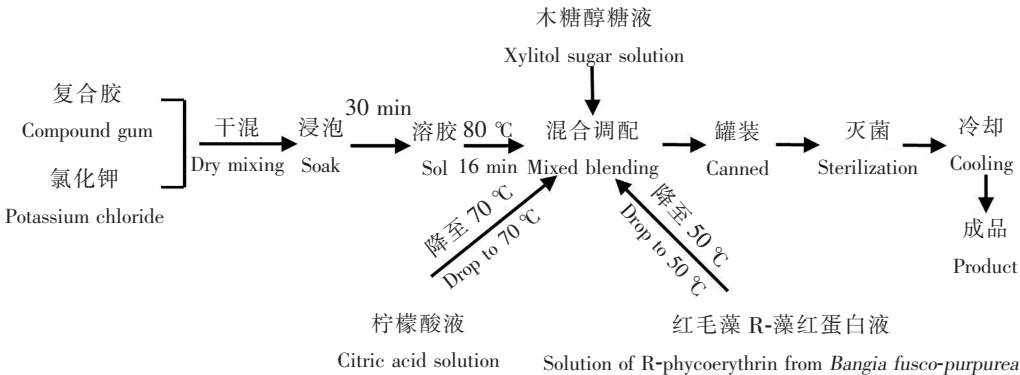 木糖醇糖液
Xylitol sugar solution
复合胶
Compound gum
氯化钾
Potassium chloride
干混
Dry mixing
浸泡
Soak
30 min
溶胶
Sol
80 ℃
16 min
混合调配
Mixed blending
罐装
Canned
灭菌
Sterilization
冷却
Cooling
成品
Product
降至 70 ℃
Drop to 70 ℃
降至 50 ℃
Drop to 50 ℃
柠檬酸液
Citric acid solution
红毛藻 R-藻红蛋白液
Solution of R-phycoerythrin from Bangia fusco-purpurea